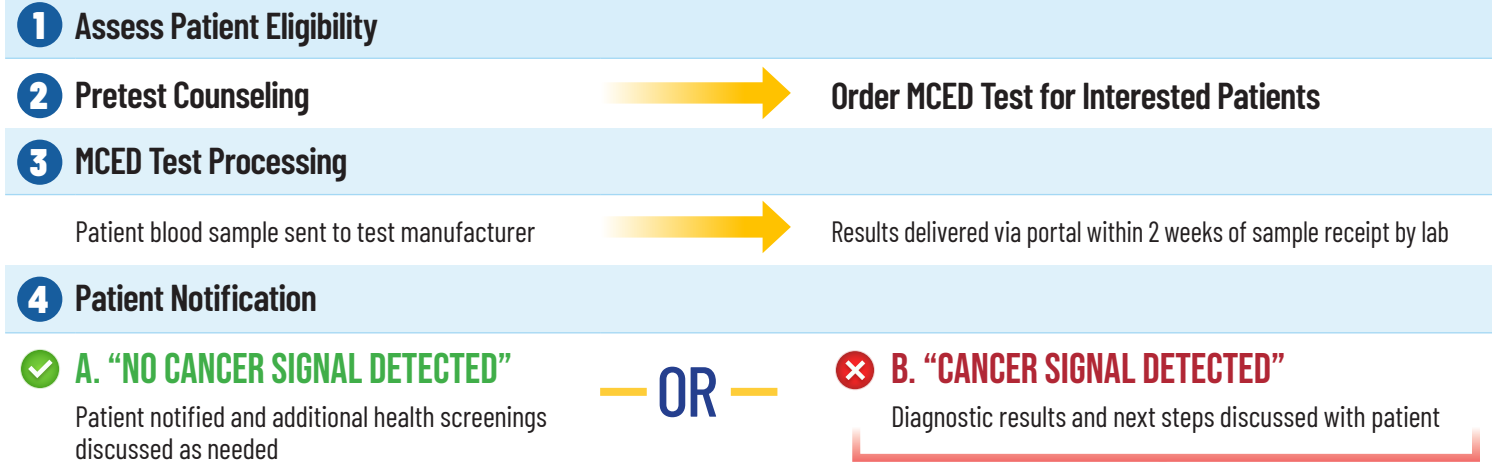 1 Assess Patient Eligibility
2 Pretest Counseling
Order MCED Test for Interested Patients
3 MCED Test Processing
Patient blood sample sent to test manufacturer
Results delivered via portal within 2 weeks of sample receipt by lab
4 Patient Notification
A. “NO CANCER SIGNAL DETECTED”
Patient notified and additional health screenings
discussed as needed
OR
B. “CANCER SIGNAL DETECTED”
Diagnostic results and next steps discussed with patient